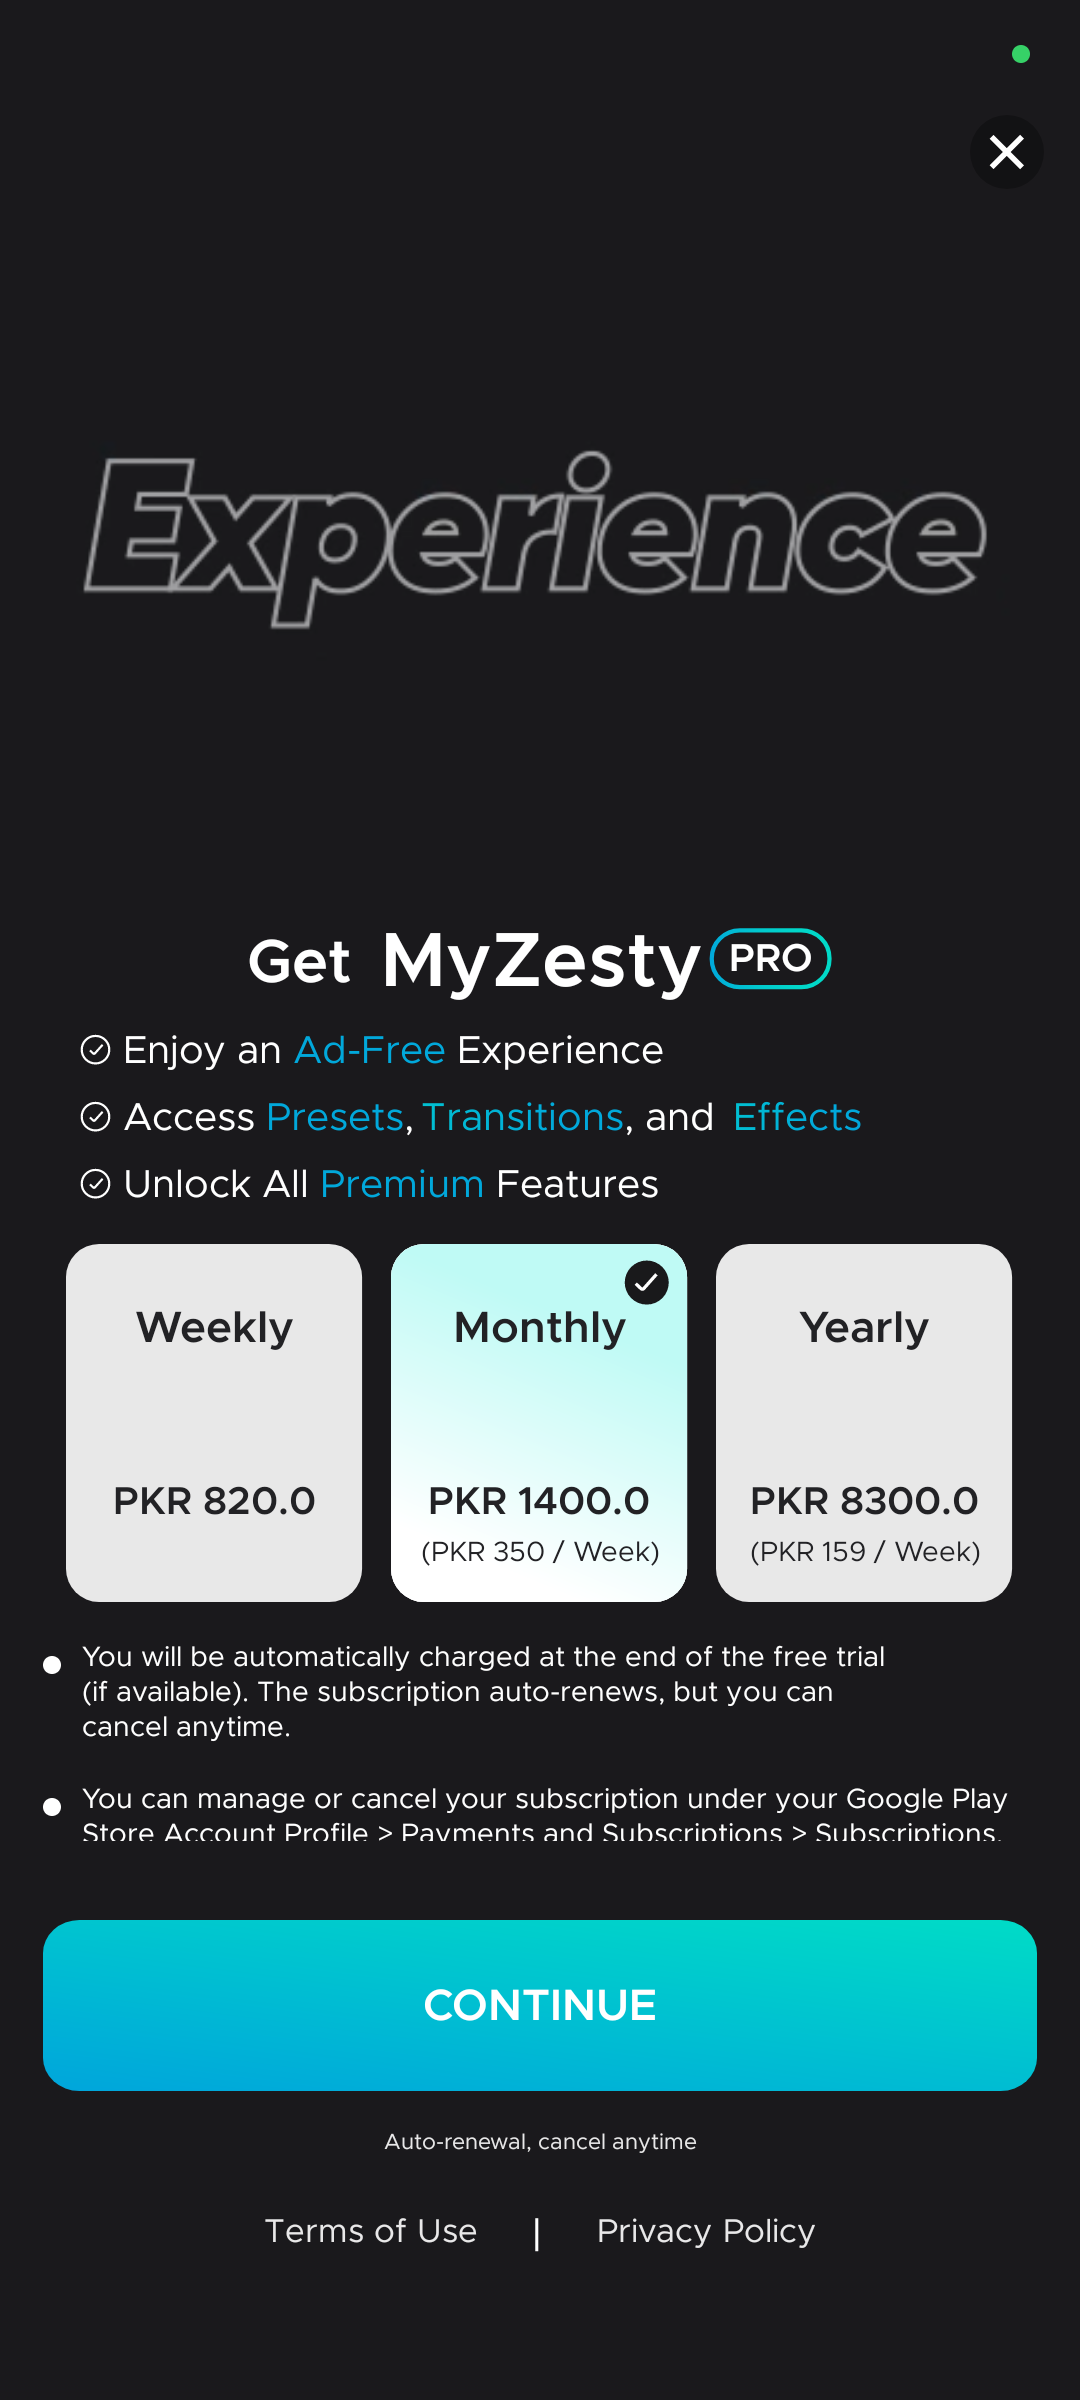 Experience
Get MyZesty PRO
Enjoy an Ad-Free Experience
Access Presets, Transitions, and Effects
Unlock All Premium Features
Weekly
PKR 820.0
Monthly
PKR 1400.0
(PKR 350 / Week)
Yearly
PKR 8300.0
(PKR 159 / Week)
You will be automatically charged at the end of the free trial
(if available). The subscription auto-renews, but you can
cancel anytime.
You can manage or cancel your subscription under your Google Play
Store Account Profile > Payments and Subscriptions > Subscriptions.
CONTINUE
Auto-renewal, cancel anytime
Terms of Use | Privacy Policy